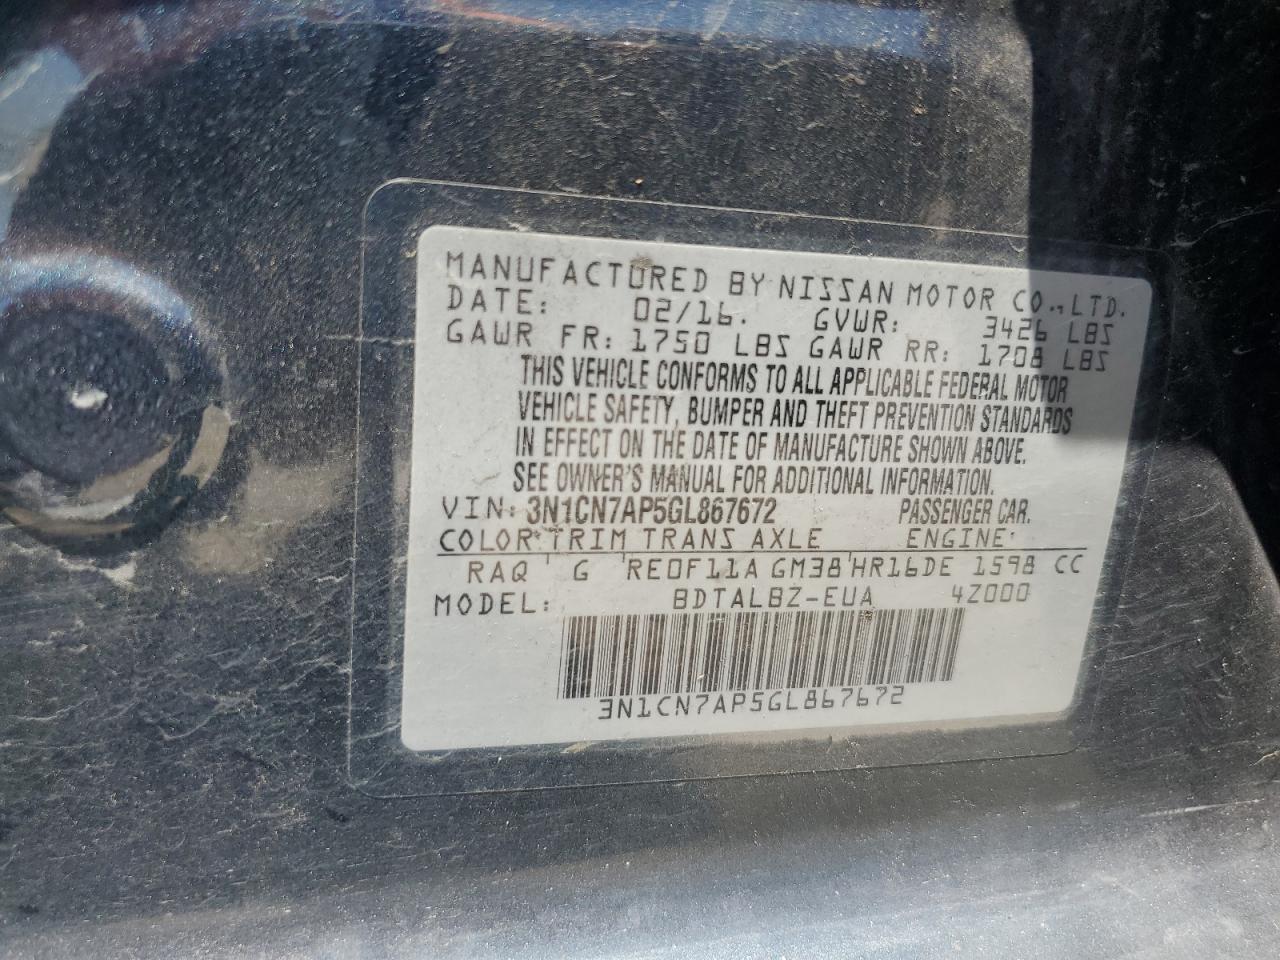 MANUFACTURED BY NISSAN MOTOR CO., LTD.
DATE: 02/16. GVWR: 3426 LBS
GAWR FR: 1750 LBS GAWR RR: 1708 LBS
THIS VEHICLE CONFORMS TO ALL APPLICABLE FEDERAL MOTOR
VEHICLE SAFETY, BUMPER AND THEFT PREVENTION STANDARDS
IN EFFECT ON THE DATE OF MANUFACTURE SHOWN ABOVE.
SEE OWNER'S MANUAL FOR ADDITIONAL INFORMATION.
VIN: 3N1CN7AP5GL867672 PASSENGER CAR.
COLOR TRIM TRANS AXLE ENGINE
RAQ G RE0F11A GM38 HR16DE 1598 CC
MODEL: BDTALBZ-EUA 4Z000
3N1CN7AP5GL867672